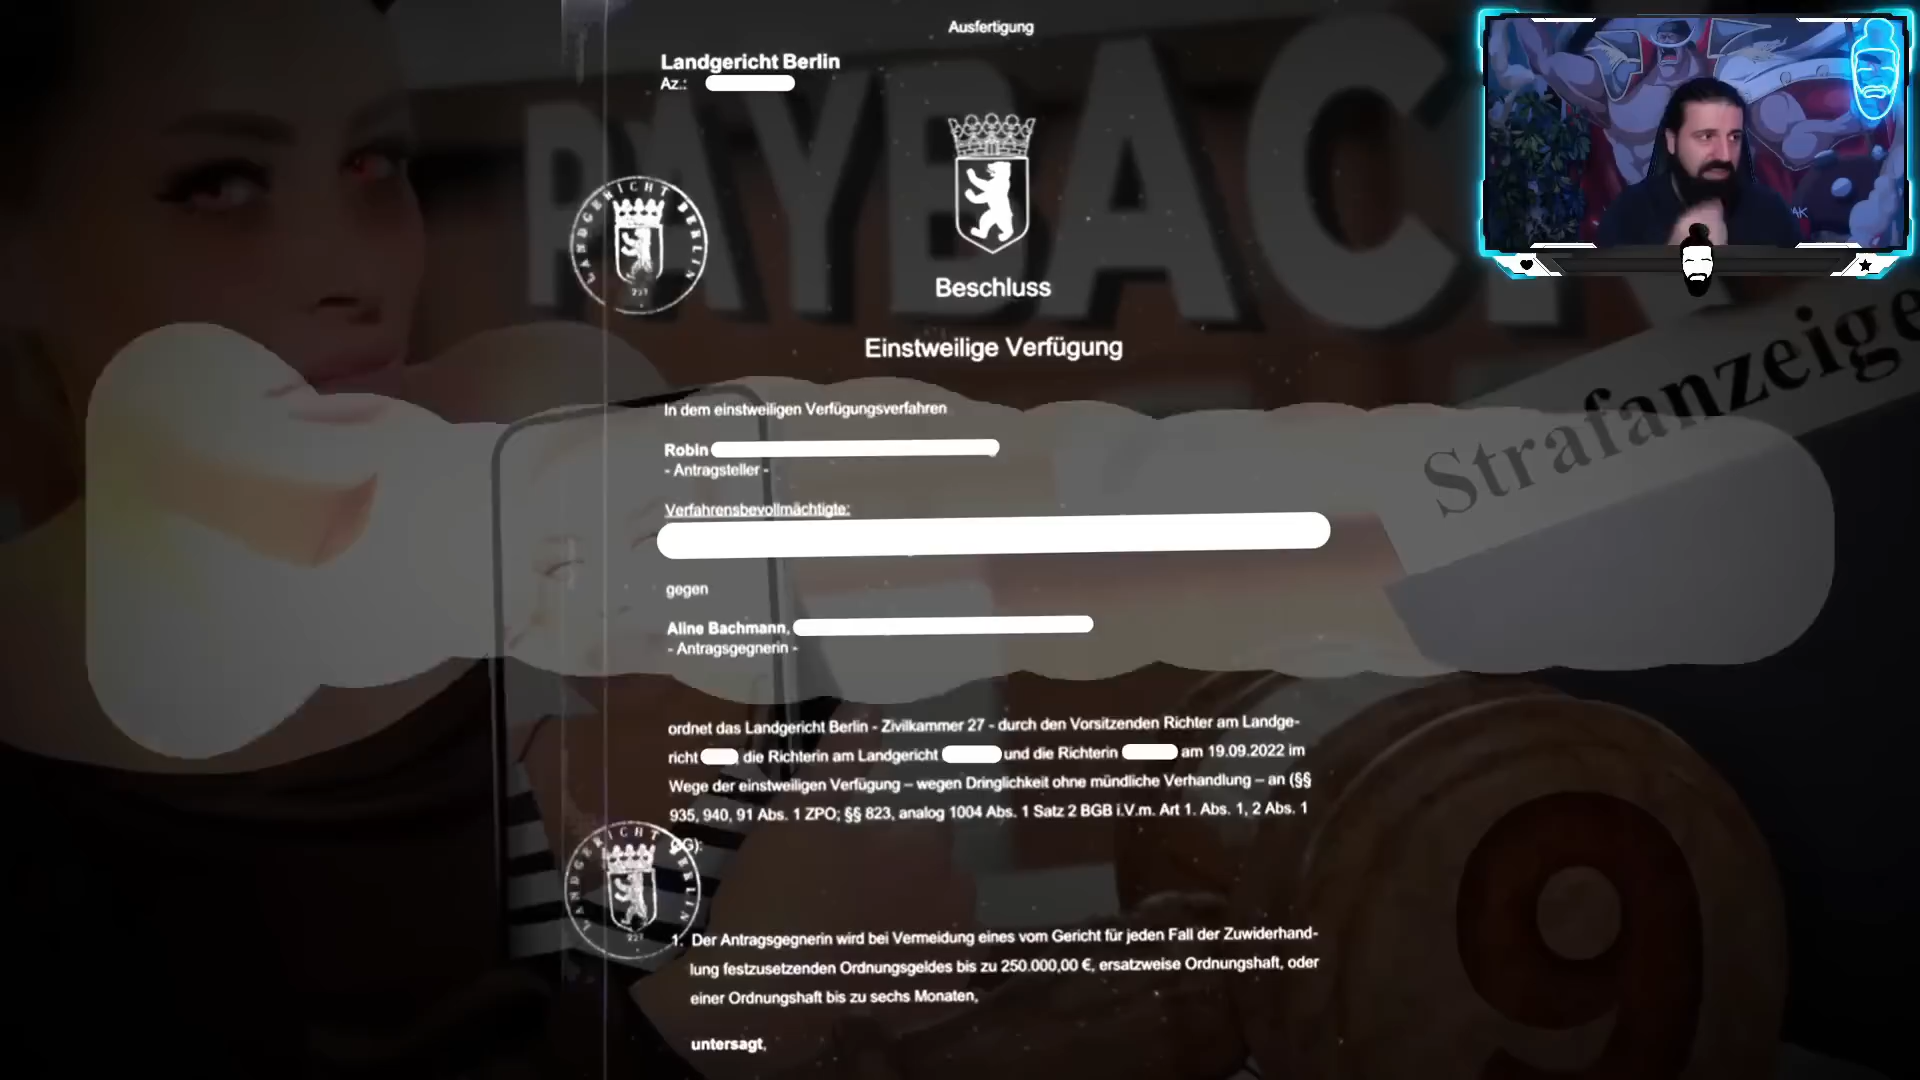 Ausfertigung
Landgericht Berlin
Az.:
LANDGERICHT BERLIN
227
Beschluss
Einstweilige Verfügung
PAYBACK
Strafanzeige
In dem einstweiligen Verfügungsverfahren
Robin
- Antragsteller -
Verfahrensbevollmächtigte:
gegen
Aline Bachmann,
- Antragsgegnerin -
ordnet das Landgericht Berlin - Zivilkammer 27 - durch den Vorsitzenden Richter am Landge-
richt , die Richterin am Landgericht und die Richterin am 19.09.2022 im
Wege der einstweiligen Verfügung – wegen Dringlichkeit ohne mündliche Verhandlung – an (§§
935, 940, 91 Abs. 1 ZPO; §§ 823, analog 1004 Abs. 1 Satz 2 BGB i.V.m. Art 1. Abs. 1, 2 Abs. 1
GG):
LANDGERICHT BERLIN
227
1. Der Antragsgegnerin wird bei Vermeidung eines vom Gericht für jeden Fall der Zuwiderhand-
lung festzusetzenden Ordnungsgeldes bis zu 250.000,00 €, ersatzweise Ordnungshaft, oder
einer Ordnungshaft bis zu sechs Monaten,
untersagt,
9